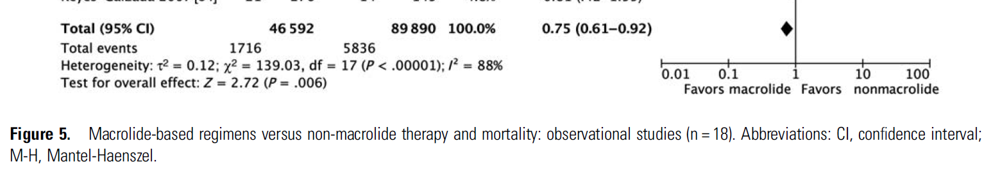 Total (95% CI) 46 592 89 890 100.0% 0.75 (0.61–0.92)
Total events 1716 5836
Heterogeneity: τ² = 0.12; χ² = 139.03, df = 17 (P < .00001); I² = 88%
Test for overall effect: Z = 2.72 (P = .006)
0.01 0.1 1 10 100
Favors macrolide Favors nonmacrolide
Figure 5. Macrolide-based regimens versus non-macrolide therapy and mortality: observational studies (n = 18). Abbreviations: CI, confidence interval;
M-H, Mantel-Haenszel.